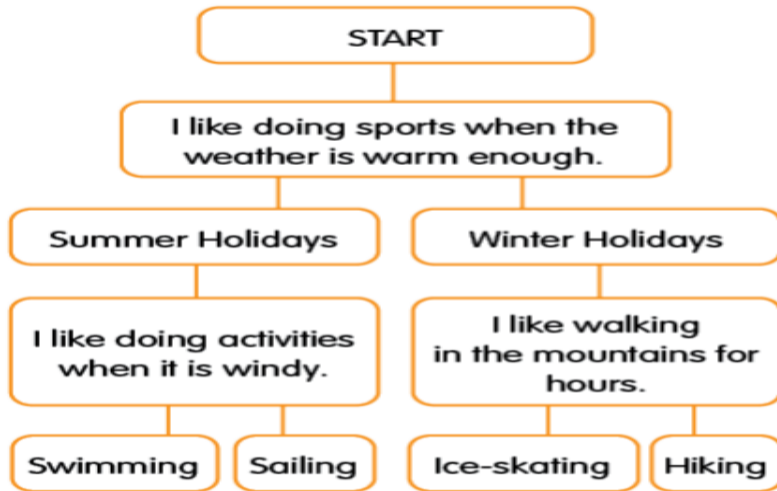 START
I like doing sports when the
weather is warm enough.
Summer Holidays
Winter Holidays
I like doing activities
when it is windy.
I like walking
in the mountains for
hours.
Swimming
Sailing
Ice-skating
Hiking